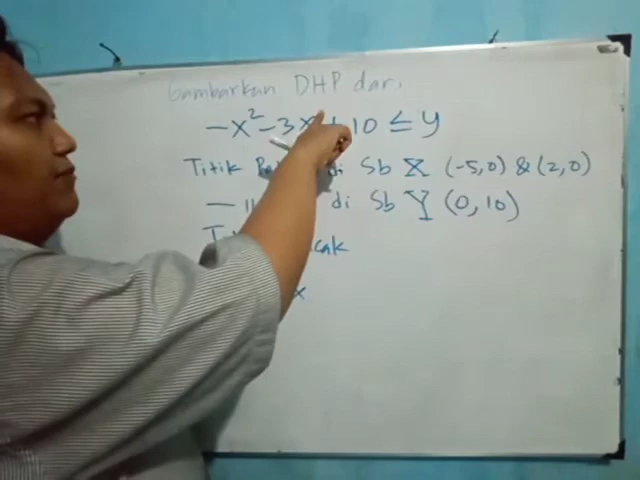 Gambarkan DHP dari
-x² - 3x + 10 ≤ y
Titik di Sb X (-5,0) & (2,0)
— di Sb Y (0, 10)
x